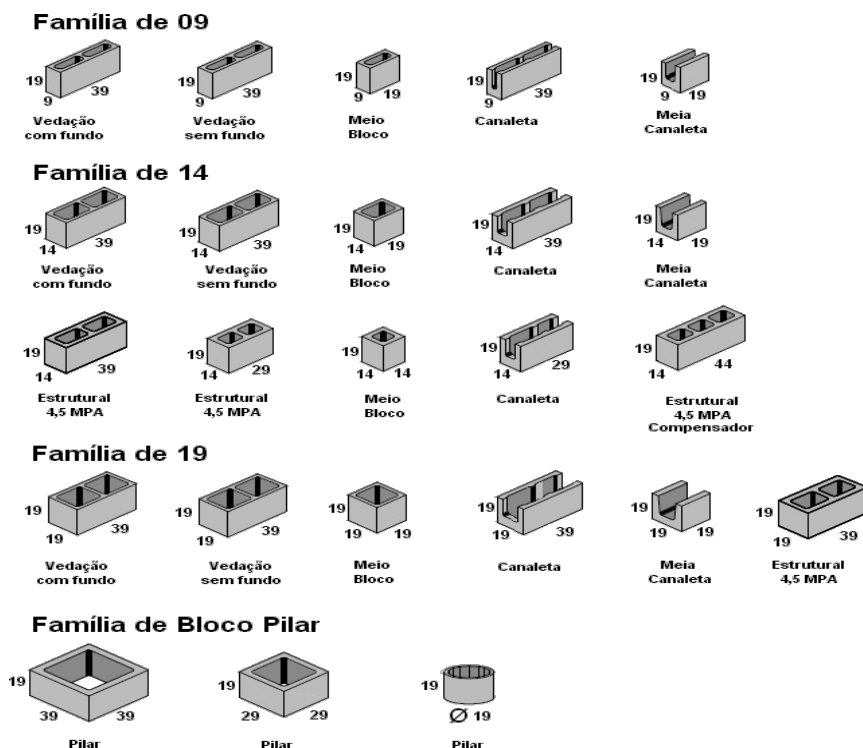 Família de 09
19 9 39 19 9 39 19 9 19 19 9 39 19 9 19
Vedação com fundo Vedação sem fundo Meio Bloco Canaleta Meia Canaleta
Família de 14
19 14 39 19 14 39 19 14 19 19 14 39 19 14 19
Vedação com fundo Vedação sem fundo Meio Bloco Canaleta Meia Canaleta
19 14 39 19 14 29 19 14 14 19 14 29 19 14 44
Estrutural 4,5 MPA Estrutural 4,5 MPA Meio Bloco Canaleta Estrutural 4,5 MPA Compensador
Família de 19
19 19 39 19 19 39 19 19 19 19 19 39 19 19 19 19 19 39
Vedação com fundo Vedação sem fundo Meio Bloco Canaleta Meia Canaleta Estrutural 4,5 MPA
Família de Bloco Pilar
19 39 39 19 29 29 19 Ø 19
Pilar Pilar Pilar